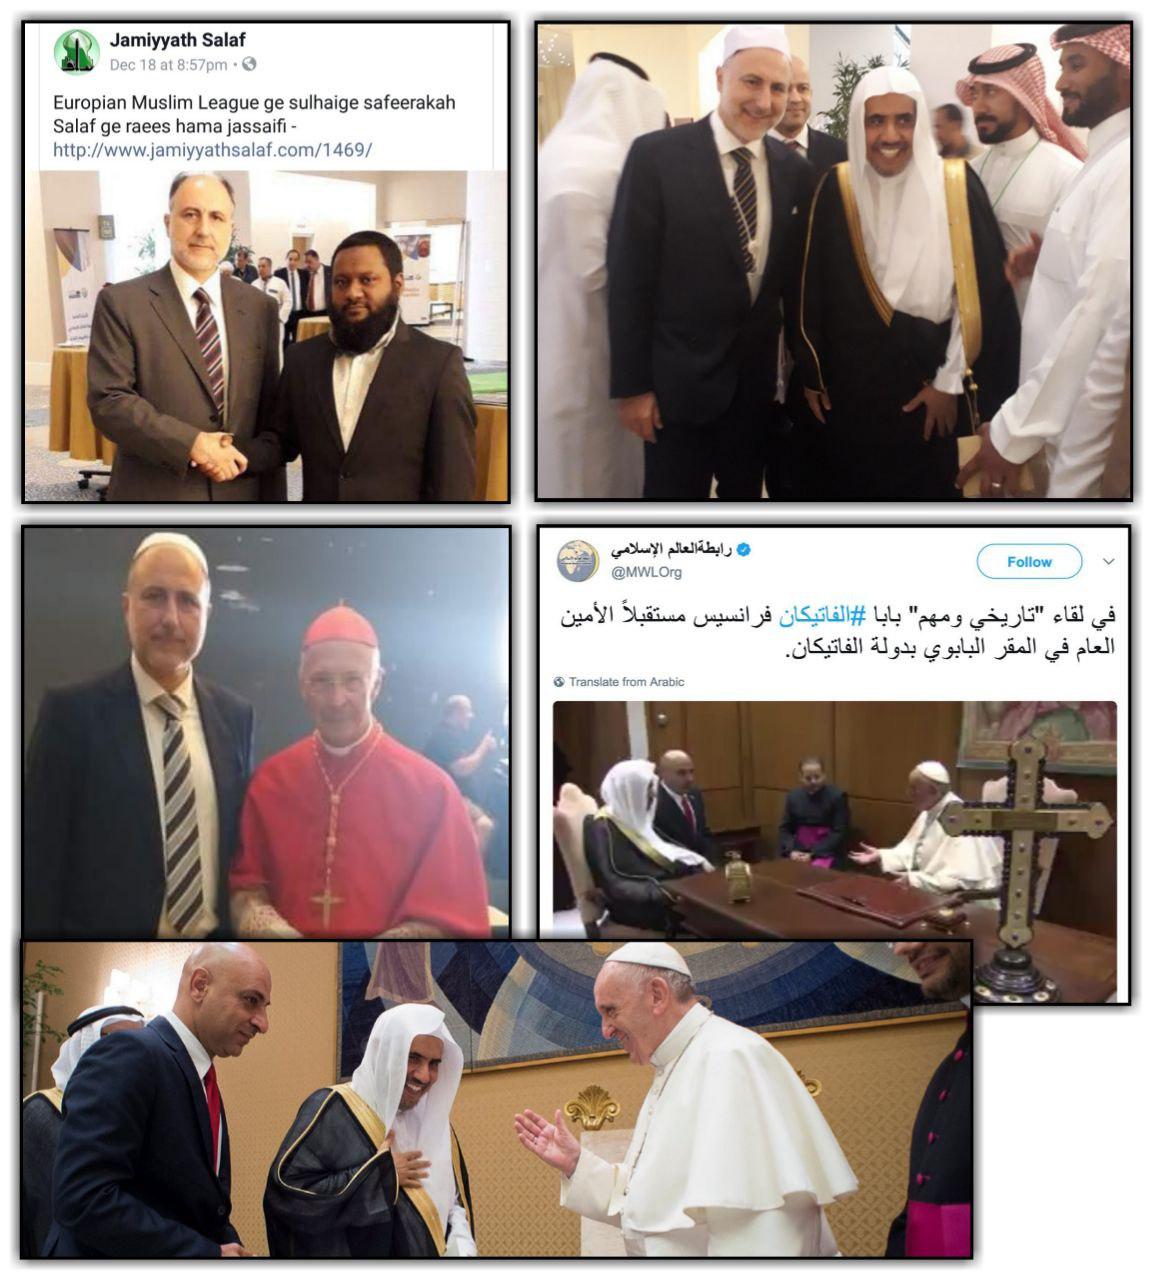 Jamiyyath Salaf
Dec 18 at 8:57pm
Europian Muslim League ge sulhaige safeerakah
Salaf ge raees hama jassaifi -
http://www.jamiyyathsalaf.com/1469/
رابطة العالم الإسلامي
@MWLOrg
Follow
في لقاء "تاريخي ومهم" بابا #الفاتيكان فرانسيس مستقبلاً الأمين
العام في المقر البابوي بدولة الفاتيكان.
Translate from Arabic